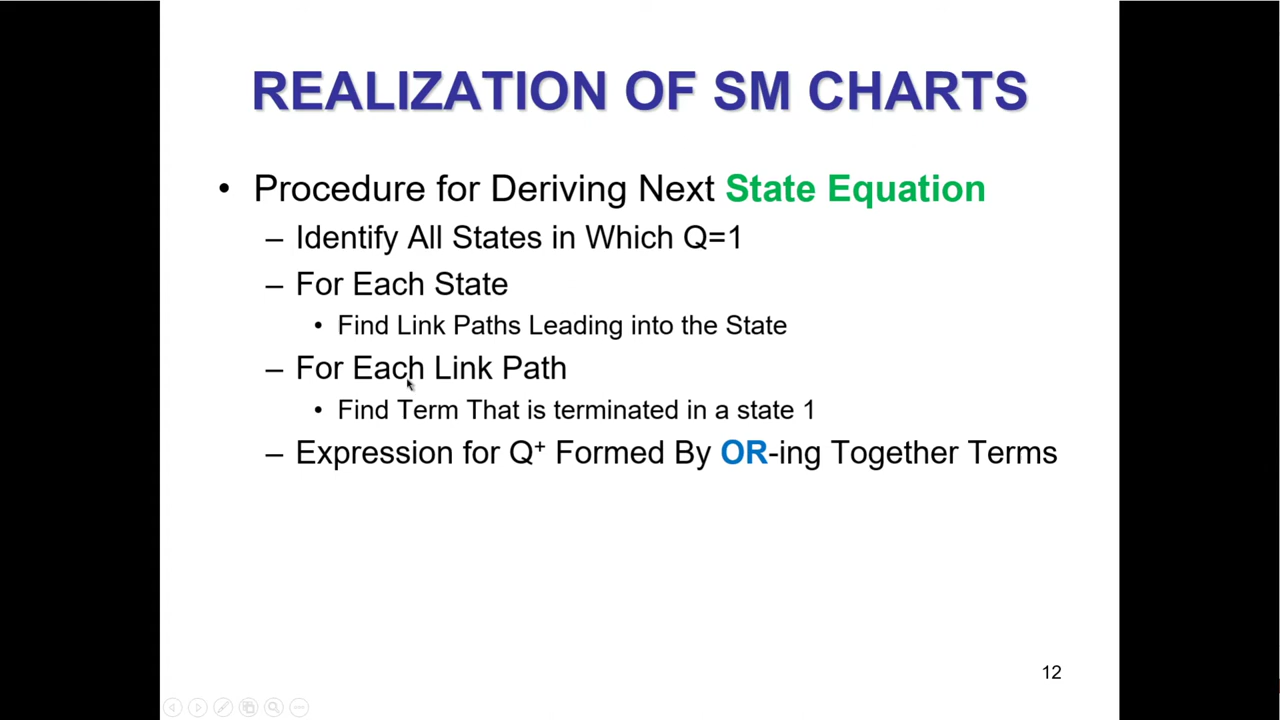 REALIZATION OF SM CHARTS
• Procedure for Deriving Next State Equation
– Identify All States in Which Q=1
– For Each State
• Find Link Paths Leading into the State
– For Each Link Path
• Find Term That is terminated in a state 1
– Expression for Q⁺ Formed By OR-ing Together Terms
12